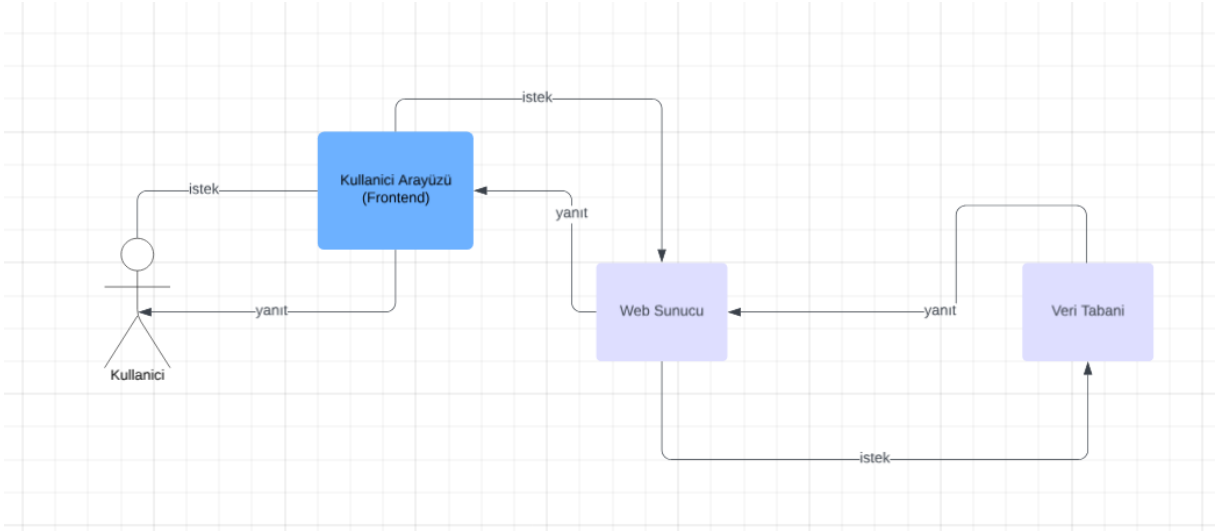 istek
Kullanici Arayüzü
(Frontend)
istek
yanıt
yanıt
Kullanici
Web Sunucu
yanıt
Veri Tabani
istek